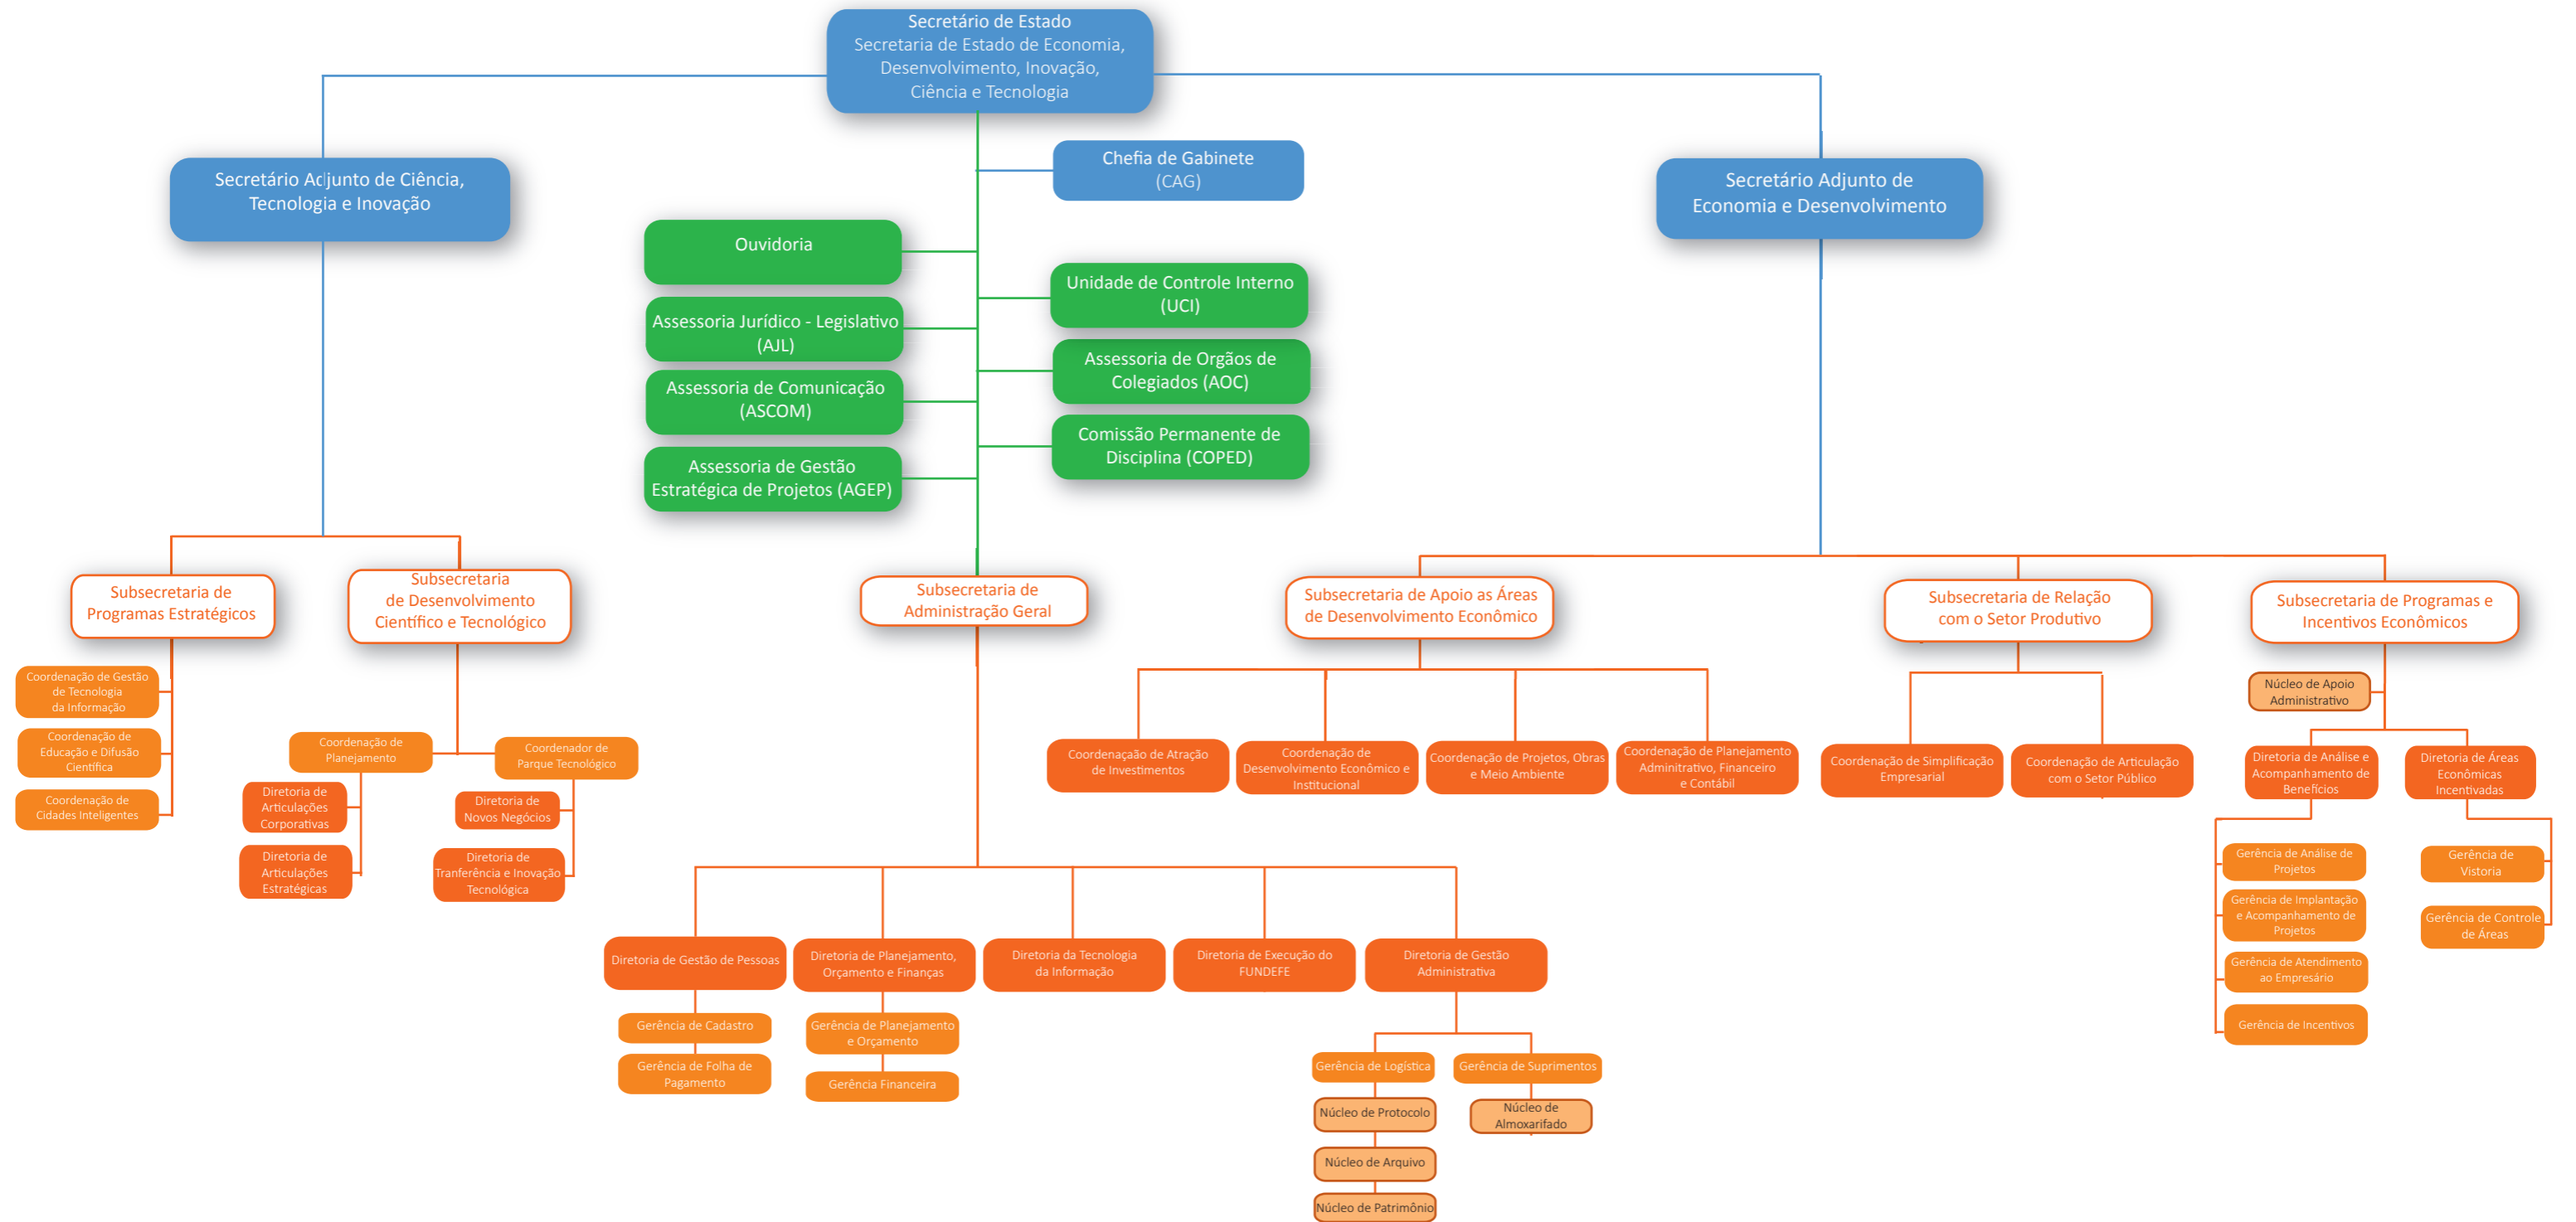 Secretário de Estado
Secretaria de Estado de Economia,
Desenvolvimento, Inovação,
Ciência e Tecnologia
Chefia de Gabinete
(CAG)
Secretário Adjunto de Ciência,
Tecnologia e Inovação
Secretário Adjunto de
Economia e Desenvolvimento
Ouvidoria
Unidade de Controle Interno
(UCI)
Assessoria Jurídico - Legislativo
(AJL)
Assessoria de Orgãos de
Colegiados (AOC)
Assessoria de Comunicação
(ASCOM)
Comissão Permanente de
Disciplina (COPED)
Assessoria de Gestão
Estratégica de Projetos (AGEP)
Subsecretaria de
Programas Estratégicos
Subsecretaria
de Desenvolvimento
Científico e Tecnológico
Subsecretaria de
Administração Geral
Subsecretaria de Apoio as Áreas
de Desenvolvimento Econômico
Subsecretaria de Relação
com o Setor Produtivo
Subsecretaria de Programas e
Incentivos Econômicos
Coordenação de Gestão
de Tecnologia
da Informação
Coordenação de
Educação e Difusão
Científica
Coordenação de
Cidades Inteligentes
Coordenação de
Planejamento
Coordenador de
Parque Tecnológico
Diretoria de
Articulações
Corporativas
Diretoria de
Articulações
Estratégicas
Diretoria de
Novos Negócios
Diretoria de
Tranferência e Inovação
Tecnológica
Coordenaçaão de Atração
de Investimentos
Coordenação de
Desenvolvimento Econômico e
Institucional
Coordenação de Projetos, Obras
e Meio Ambiente
Coordenação de Planejamento
Adminitrativo, Financeiro
e Contábil
Coordenação de Simplificação
Empresarial
Coordenação de Articulação
com o Setor Público
Núcleo de Apoio
Administrativo
Diretoria de Análise e
Acompanhamento de
Benefícios
Diretoria de Áreas
Econômicas
Incentivadas
Gerência de Análise de
Projetos
Gerência de Implantação
e Acompanhamento de
Projetos
Gerência de Atendimento
ao Empresário
Gerência de Incentivos
Gerência de
Vistoria
Gerência de Controle
de Áreas
Diretoria de Gestão de Pessoas
Diretoria de Planejamento,
Orçamento e Finanças
Diretoria da Tecnologia
da Informação
Diretoria de Execução do
FUNDEFE
Diretoria de Gestão
Administrativa
Gerência de Cadastro
Gerência de Folha de
Pagamento
Gerência de Planejamento
e Orçamento
Gerência Financeira
Gerência de Logística
Gerência de Suprimentos
Núcleo de Protocolo
Núcleo de
Almoxarifado
Núcleo de Arquivo
Núcleo de Patrimônio